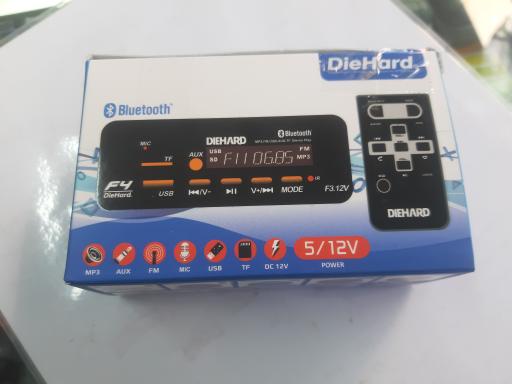 DieHard
Bluetooth
MIC
TF
AUX
DIEHARD
Bluetooth
USB
SD
F1106.85
FM
MP3
F4
DieHard
USB
V-
V+
MODE
IR
F3.12V
DIEHARD
MP3
AUX
FM
MIC
USB
TF
DC 12V
5/12V
POWER